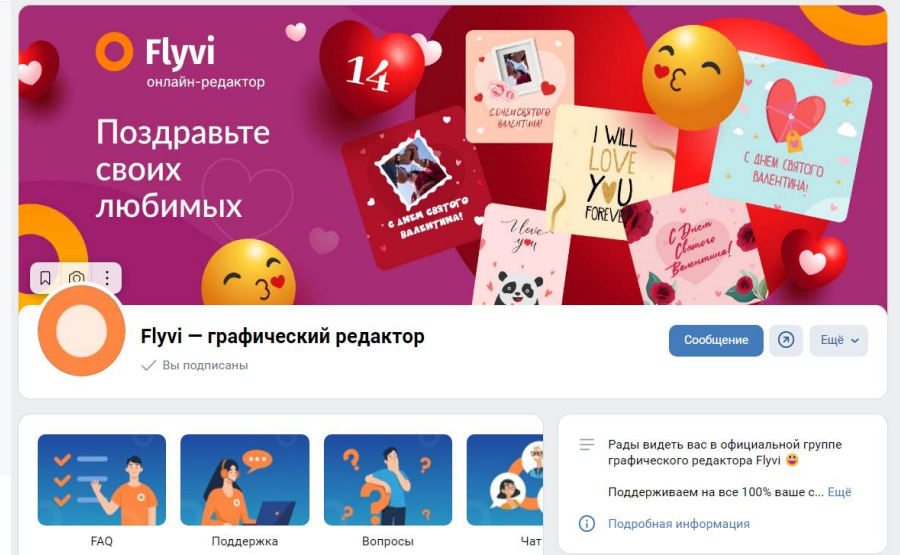 Flyvi
онлайн-редактор
Поздравьте
своих
любимых
14
С ДНЕМ СВЯТОГО
ВАЛЕНТИНА!
С ДНЕМ СВЯТОГО
ВАЛЕНТИНА!
I WILL
LOVE
YOU
FOREVE
С ДНЕМ СВЯТОГО
ВАЛЕНТИНА!
I love
you
С Днем
Святого
Валентина!
Flyvi — графический редактор
Вы подписаны
Сообщение
Ещё
FAQ
Поддержка
Вопросы
Чат
Рады видеть вас в официальной группе
графического редактора Flyvi
Поддерживаем на все 100% ваше с... Ещё
Подробная информация